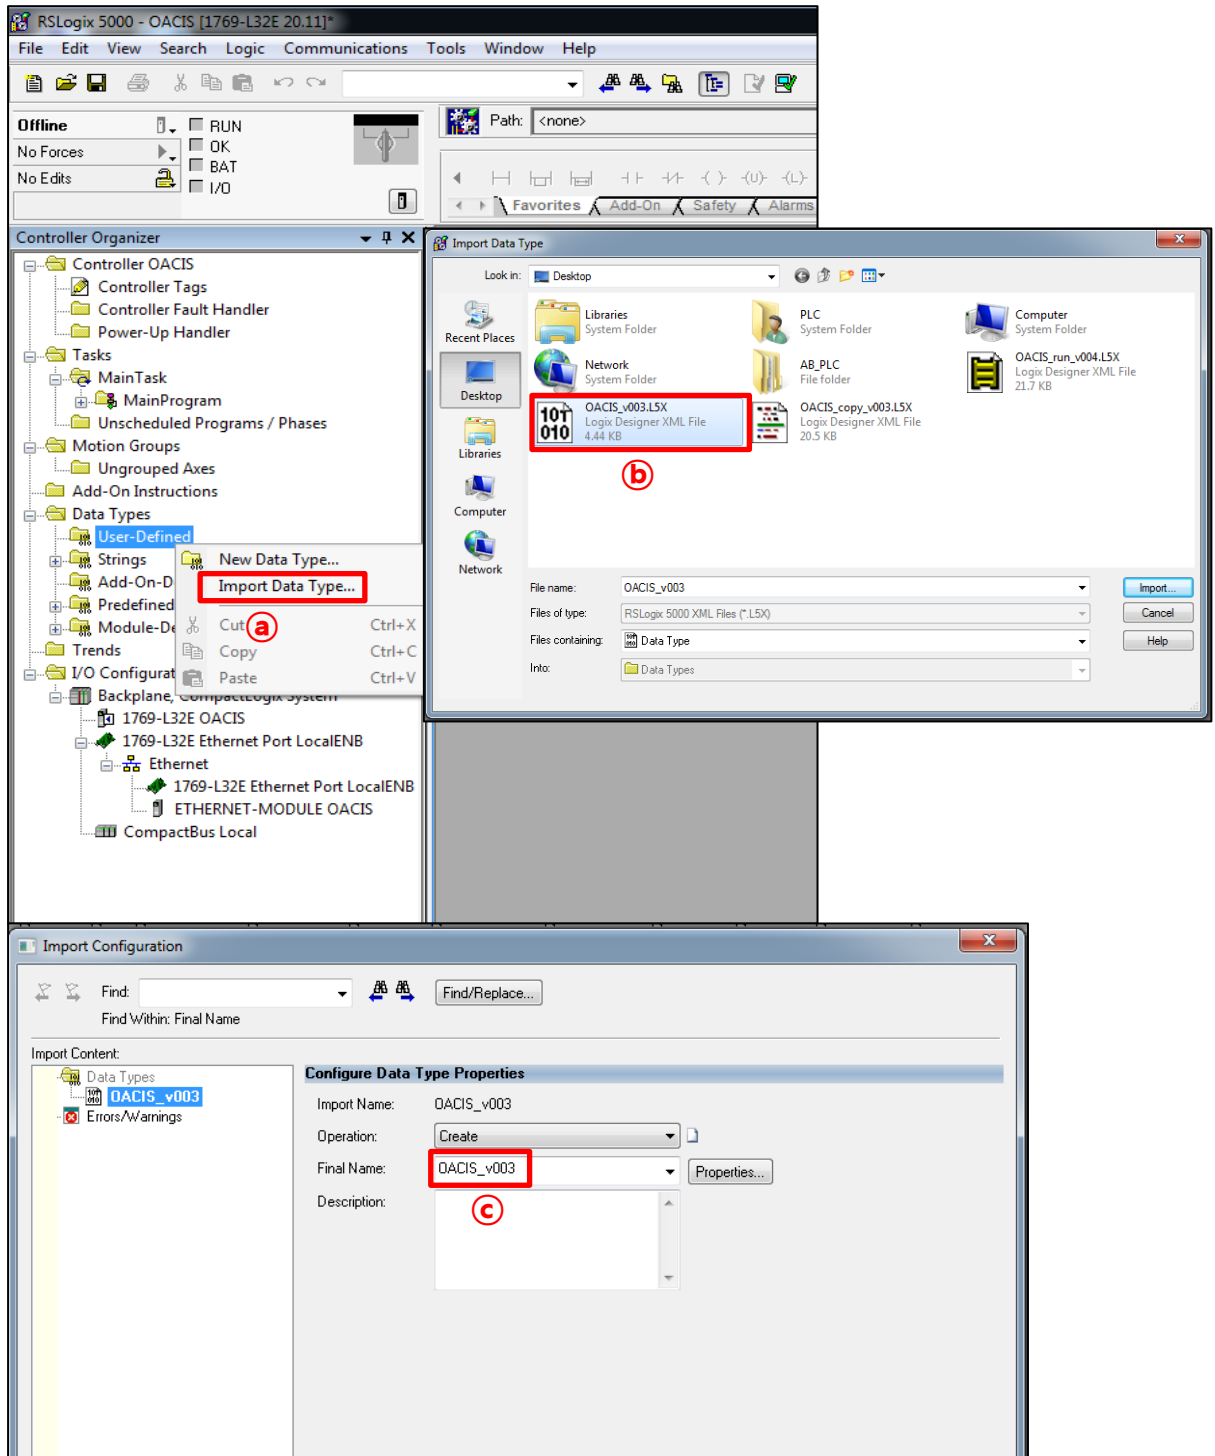 RSLogix 5000 - OACIS [1769-L32E 20.11]*
File Edit View Search Logic Communications Tools Window Help
Offline
No Forces
No Edits
RUN
OK
BAT
I/O
Path: <none>
Favorites Add-On Safety Alarms
Controller Organizer
Controller OACIS
Controller Tags
Controller Fault Handler
Power-Up Handler
Tasks
MainTask
MainProgram
Unscheduled Programs / Phases
Motion Groups
Ungrouped Axes
Add-On Instructions
Data Types
User-Defined
Strings
Add-On-D
Predefined
Module-De
Trends
I/O Configurat
Backplane, CompactLogix System
1769-L32E OACIS
1769-L32E Ethernet Port LocalENB
Ethernet
1769-L32E Ethernet Port LocalENB
ETHERNET-MODULE OACIS
CompactBus Local
New Data Type...
Import Data Type...
ⓐ
Cut Ctrl+X
Copy Ctrl+C
Paste Ctrl+V
Import Data Type
Look in: Desktop
Recent Places
Desktop
Libraries
Computer
Network
Libraries
System Folder
PLC
System Folder
Computer
System Folder
Network
System Folder
AB_PLC
File folder
OACIS_run_v004.L5X
Logix Designer XML File
21.7 KB
OACIS_v003.L5X
Logix Designer XML File
4.44 KB
OACIS_copy_v003.L5X
Logix Designer XML File
20.5 KB
ⓑ
File name: OACIS_v003
Files of type: RSLogix 5000 XML Files (*.L5X)
Files containing: Data Type
Into: Data Types
Import...
Cancel
Help
Import Configuration
Find:
Find/Replace...
Find Within: Final Name
Import Content:
Data Types
OACIS_v003
Errors/Warnings
Configure Data Type Properties
Import Name: OACIS_v003
Operation: Create
Final Name: OACIS_v003
Properties...
Description:
ⓒ